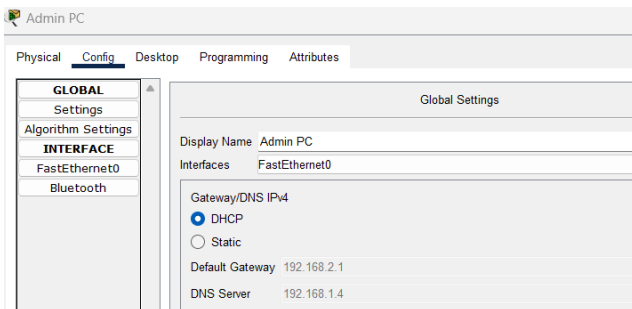 Admin PC
Physical Config Desktop Programming Attributes
GLOBAL
Settings
Algorithm Settings
INTERFACE
FastEthernet0
Bluetooth
Global Settings
Display Name Admin PC
Interfaces FastEthernet0
Gateway/DNS IPv4
DHCP
Static
Default Gateway 192.168.2.1
DNS Server 192.168.1.4